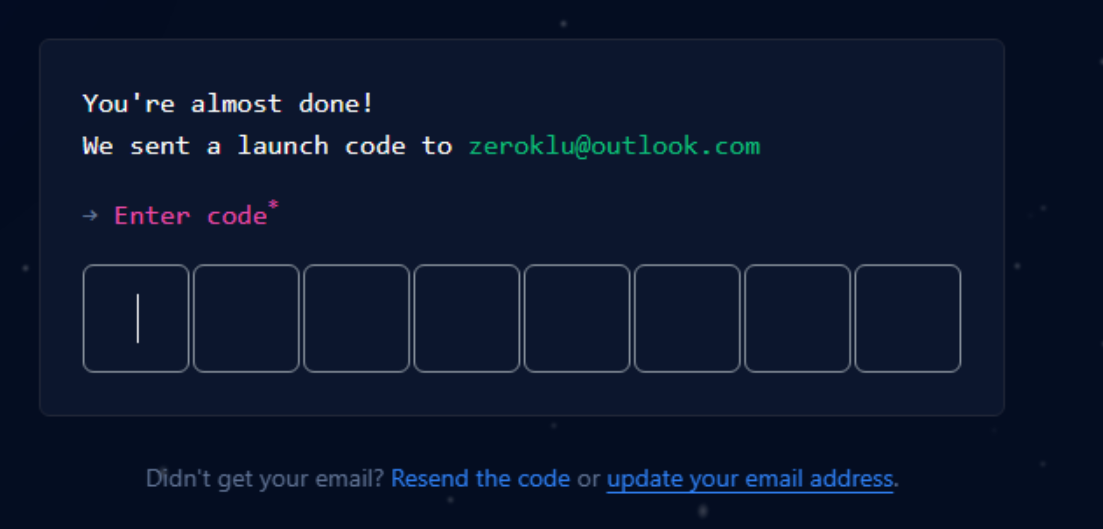 You're almost done!
We sent a launch code to zeroklu@outlook.com
→ Enter code*
Didn't get your email? Resend the code or update your email address.